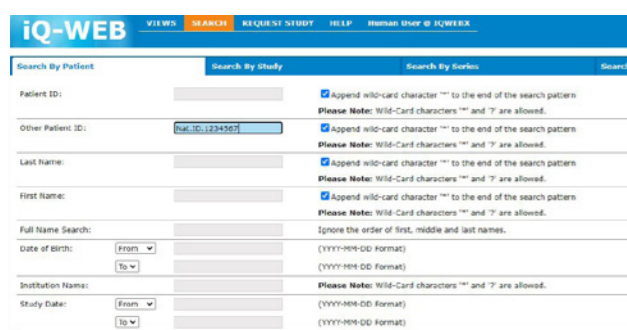 iQ-WEB VIEWS SEARCH REQUEST STUDY HELP Human User @ IQWEBX
Search By Patient Search By Study Search By Series Search
Patient ID: Append wild-card character "*" to the end of the search pattern
Please Note: Wild-Card characters '*' and '?' are allowed.
Other Patient ID: Nat.ID.1234567 Append wild-card character "*" to the end of the search pattern
Please Note: Wild-Card characters '*' and '?' are allowed.
Last Name: Append wild-card character "*" to the end of the search pattern
Please Note: Wild-Card characters '*' and '?' are allowed.
First Name: Append wild-card character "*" to the end of the search pattern
Please Note: Wild-Card characters '*' and '?' are allowed.
Full Name Search: Ignore the order of first, middle and last names.
Date of Birth: From (YYYY-MM-DD Format)
To (YYYY-MM-DD Format)
Institution Name: Please Note: Wild-Card characters '*' and '?' are allowed.
Study Date: From (YYYY-MM-DD Format)
To (YYYY-MM-DD Format)